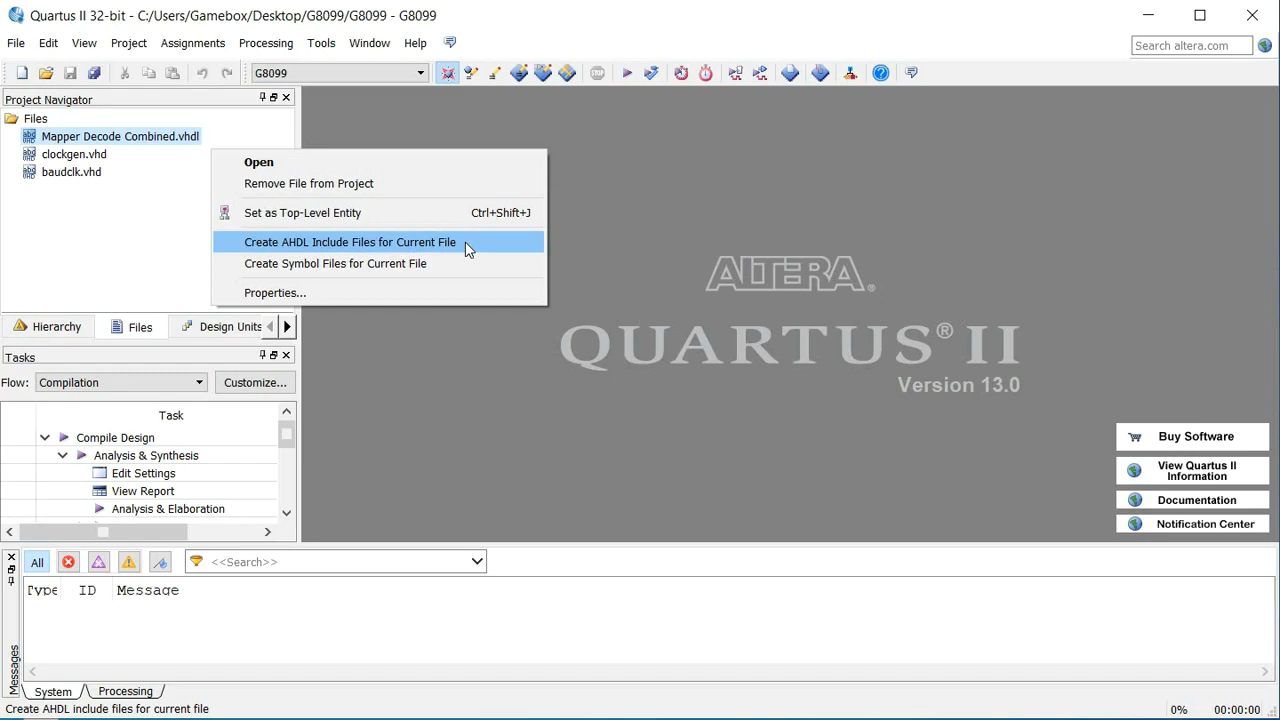 Quartus II 32-bit - C:/Users/Gamebox/Desktop/G8099/G8099 - G8099
File Edit View Project Assignments Processing Tools Window Help
Search altera.com
G8099
Project Navigator
Files
Mapper Decode Combined.vhdl
clockgen.vhd
baudclk.vhd
Open
Remove File from Project
Set as Top-Level Entity Ctrl+Shift+J
Create AHDL Include Files for Current File
Create Symbol Files for Current File
Properties...
Hierarchy Files Design Units
Tasks
Flow: Compilation Customize...
Task
Compile Design
Analysis & Synthesis
Edit Settings
View Report
Analysis & Elaboration
ALTERA®
QUARTUS® II
Version 13.0
Buy Software
View Quartus II
Information
Documentation
Notification Center
All <<Search>>
Type ID Message
Messages
System Processing
Create AHDL include files for current file 0% 00:00:00